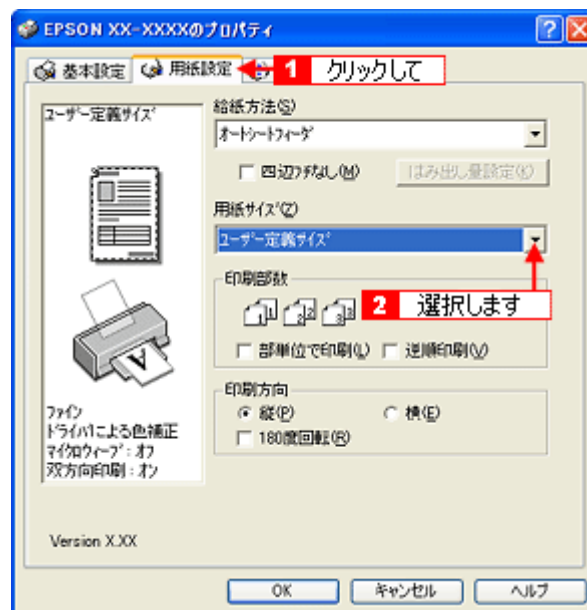 EPSON XX-XXXXのプロパティ
基本設定 用紙設定 1 クリックして
ユーザー定義サイズ
給紙方法(S)
オートシートフィーダ
四辺フチなし(M) はみ出し量設定(K)
用紙サイズ(Z)
ユーザー定義サイズ
2 選択します
印刷部数
1 1 2 2 3 3
部単位で印刷(L) 逆順印刷(V)
印刷方向
縦(P) 横(E)
180度回転(R)
A
ファイン
ドライバによる色補正
マイクロウィーブ:オフ
双方向印刷:オン
Version X.XX
OK キャンセル ヘルプ